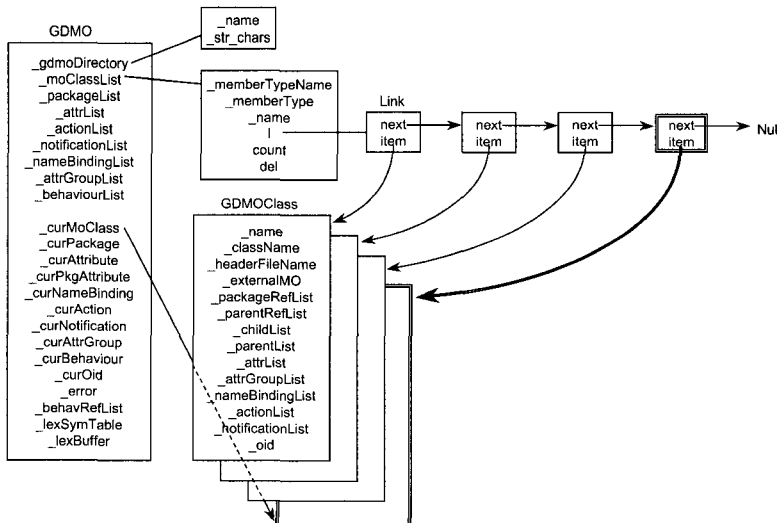 GDMO
_gdmoDirectory
_moClassList
_packageList
_attrList
_actionList
_notificationList
_nameBindingList
_attrGroupList
_behaviourList
_curMoClass
_curPackage
_curAttribute
_curPkgAttribute
_curNameBinding
_curAction
_curNotification
_curAttrGroup
_curBehaviour
_curOid
_error
_behavRefList
_lexSymTable
_lexBuffer
_name
_str_chars
_memberTypeName
_memberType
_name
l
count
del
Link
next
item
next
item
next
item
next
item
Nul
GDMOClass
_name
_className
_headerFileName
_externalMO
_packageRefList
_parentRefList
_childList
_parentList
_attrList
_attrGroupList
_nameBindingList
_actionList
_notificationList
_oid